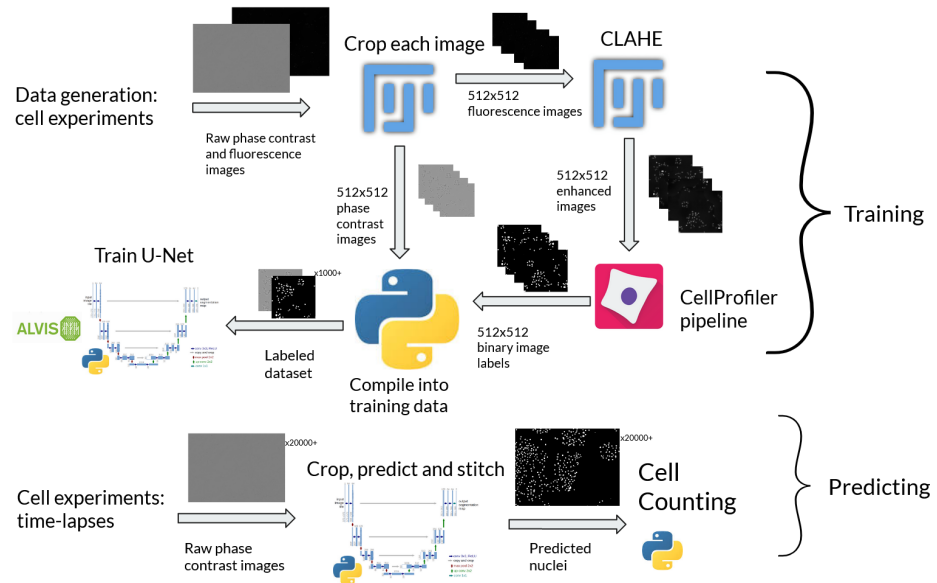 Crop each image
CLAHE
Data generation:
cell experiments
512x512
fluorescence images
Raw phase contrast
and fluorescence
images
512x512
phase
contrast
images
512x512
enhanced
images
Training
Train U-Net
x1000+
ALVIS
CellProfiler
pipeline
Labeled
dataset
512x512
binary image
labels
Compile into
training data
x20000+
x20000+
Crop, predict and stitch
Cell
Counting
Cell experiments:
time-lapses
Predicting
Raw phase
contrast images
Predicted
nuclei